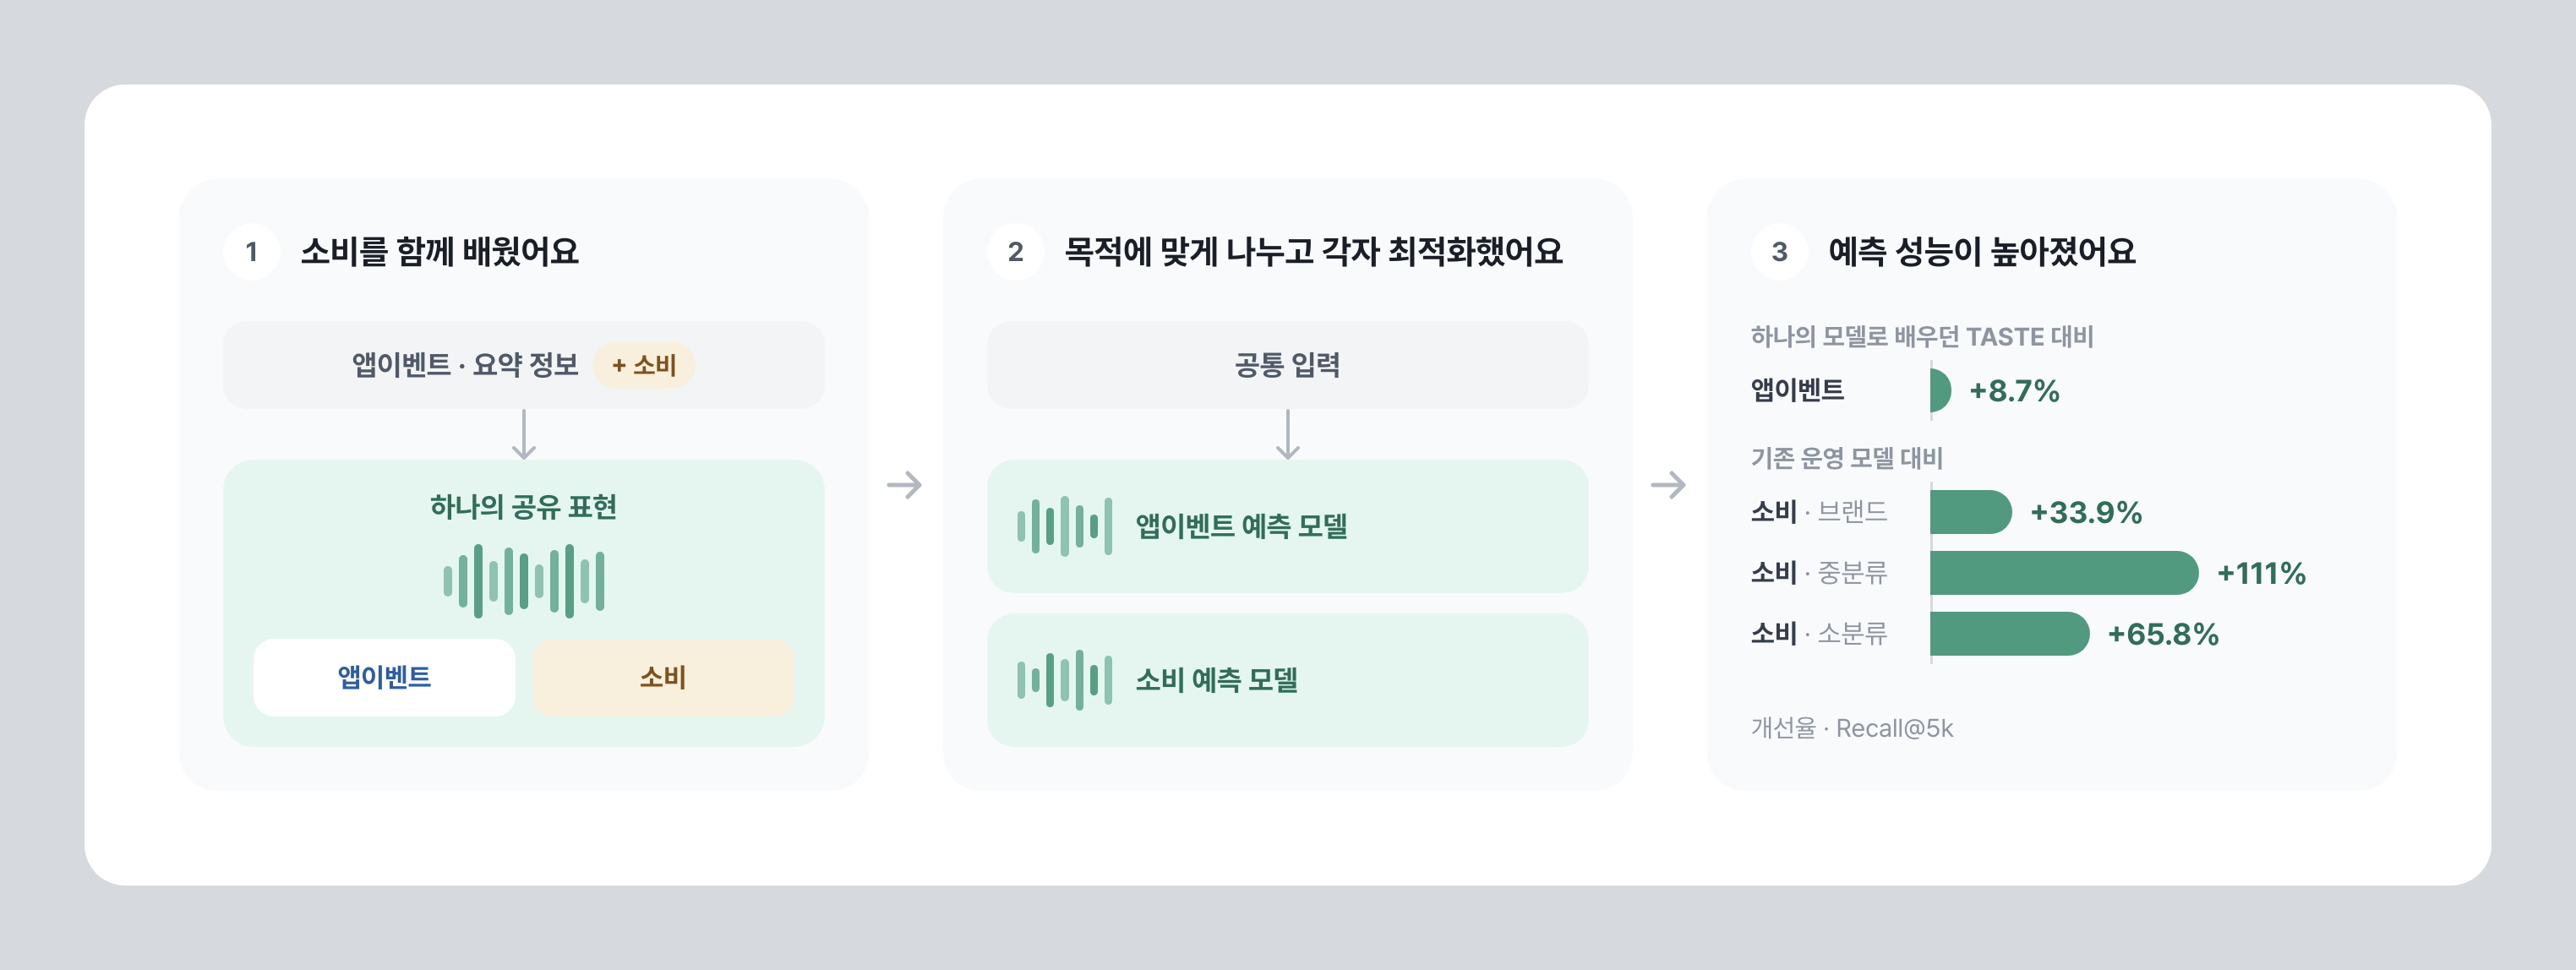 1 소비를 함께 배웠어요
앱이벤트 · 요약 정보 + 소비
하나의 공유 표현
앱이벤트 소비
2 목적에 맞게 나누고 각자 최적화했어요
공통 입력
앱이벤트 예측 모델
소비 예측 모델
3 예측 성능이 높아졌어요
하나의 모델로 배우던 TASTE 대비
앱이벤트 +8.7%
기존 운영 모델 대비
소비 · 브랜드 +33.9%
소비 · 중분류 +111%
소비 · 소분류 +65.8%
개선율 · Recall@5k